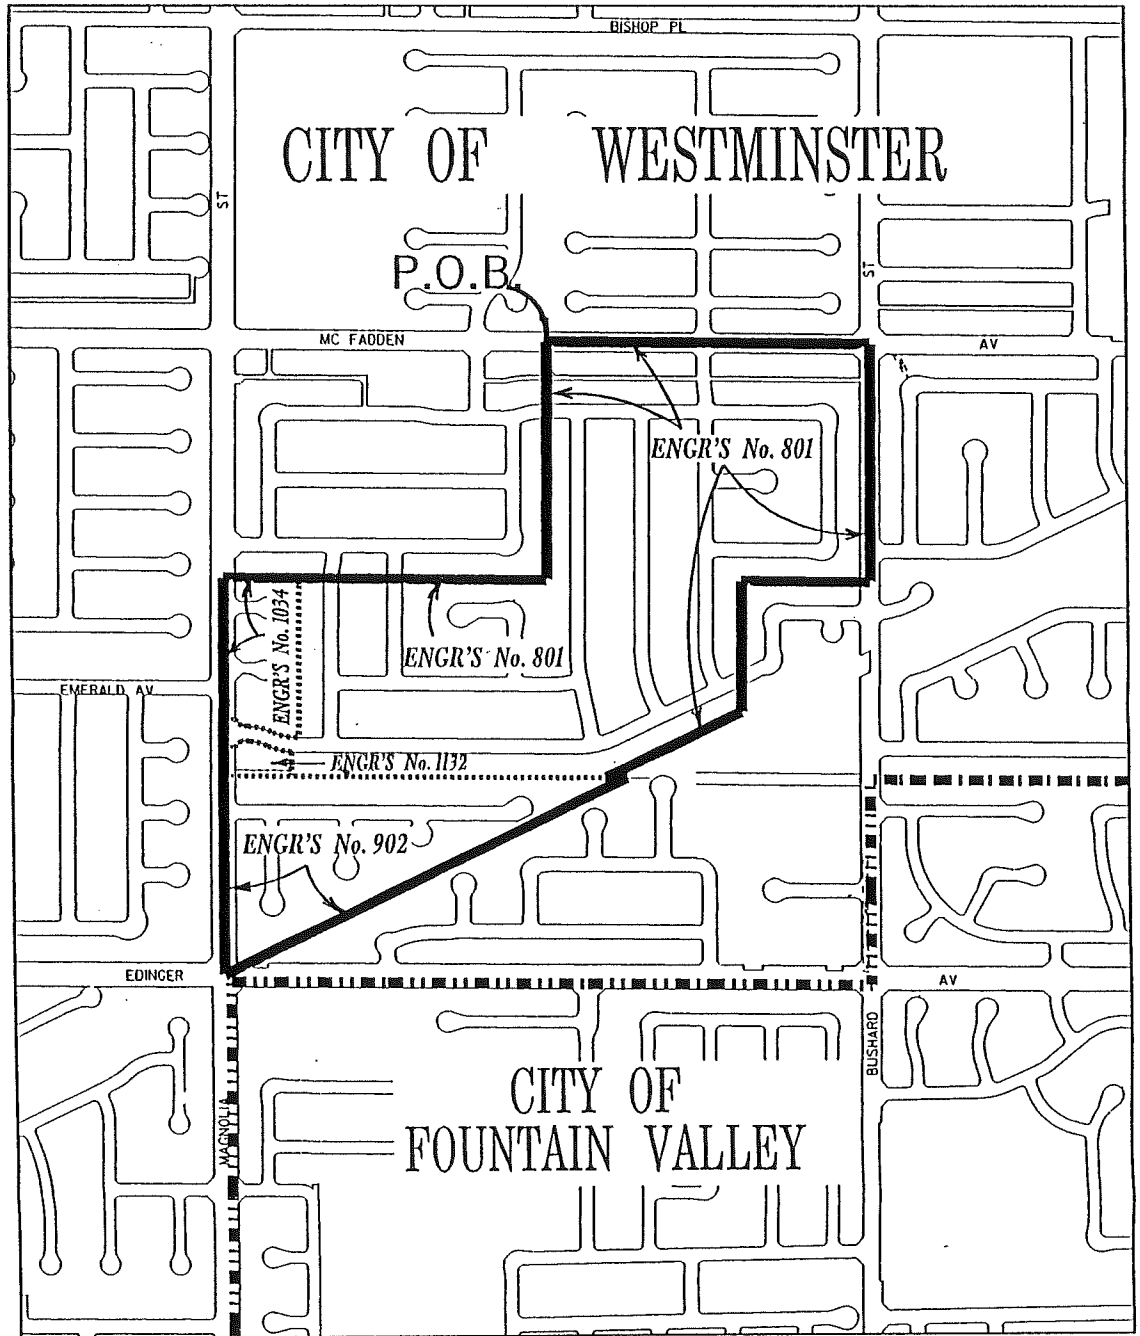 BISHOP PL
CITY OF WESTMINSTER
ST
ST
P.O.B.
MC FADDEN
AV
ENGR'S No. 801
ENGR'S No. 1034
ENGR'S No. 801
EMERALD AV
ENGR'S No. 1132
ENGR'S No. 902
EDINGER
AV
BUSHARD
MAGNOLIA
CITY OF
FOUNTAIN VALLEY